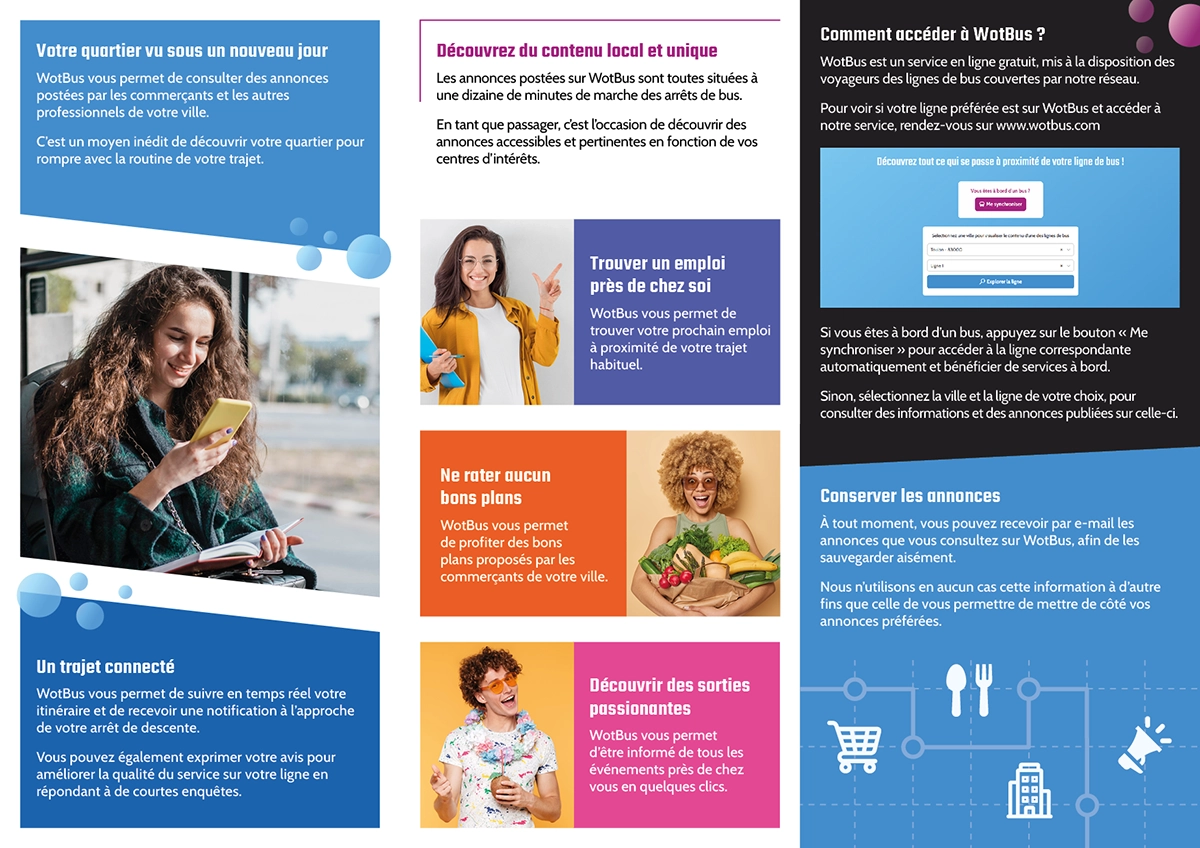 Votre quartier vu sous un nouveau jour
WotBus vous permet de consulter des annonces
postées par les commerçants et les autres
professionnels de votre ville.
C'est un moyen inédit de découvrir votre quartier pour
rompre avec la routine de votre trajet.
Un trajet connecté
WotBus vous permet de suivre en temps réel votre
itinéraire et de recevoir une notification à l'approche
de votre arrêt de descente.
Vous pouvez également exprimer votre avis pour
améliorer la qualité du service sur votre ligne en
répondant à de courtes enquêtes.
Découvrez du contenu local et unique
Les annonces postées sur WotBus sont toutes situées à
une dizaine de minutes de marche des arrêts de bus.
En tant que passager, c'est l'occasion de découvrir des
annonces accessibles et pertinentes en fonction de vos
centres d'intérêts.
Trouver un emploi
près de chez soi
WotBus vous permet de
trouver votre prochain emploi
à proximité de votre trajet
habituel.
Ne rater aucun
bons plans
WotBus vous permet
de profiter des bons
plans proposés par les
commerçants de votre ville.
Découvrir des sorties
passionantes
WotBus vous permet
d'être informé de tous les
événements près de chez
vous en quelques clics.
Comment accéder à WotBus ?
WotBus est un service en ligne gratuit, mis à la disposition des
voyageurs des lignes de bus couvertes par notre réseau.
Pour voir si votre ligne préférée est sur WotBus et accéder à
notre service, rendez-vous sur www.wotbus.com
Découvrez tout ce qui se passe à proximité de votre ligne de bus !
Vous êtes à bord d'un bus ?
Me synchroniser
Sélectionnez une ville pour visualiser le contenu d'une des lignes de bus
Ligne 1
Explorer la ligne
Si vous êtes à bord d'un bus, appuyez sur le bouton « Me
synchroniser » pour accéder à la ligne correspondante
automatiquement et bénéficier de services à bord.
Sinon, sélectionnez la ville et la ligne de votre choix, pour
consulter des informations et des annonces publiées sur celle-ci.
Conserver les annonces
À tout moment, vous pouvez recevoir par e-mail les
annonces que vous consultez sur WotBus, afin de les
sauvegarder aisément.
Nous n'utilisons en aucun cas cette information à d'autre
fins que celle de vous permettre de mettre de côté vos
annonces préférées.